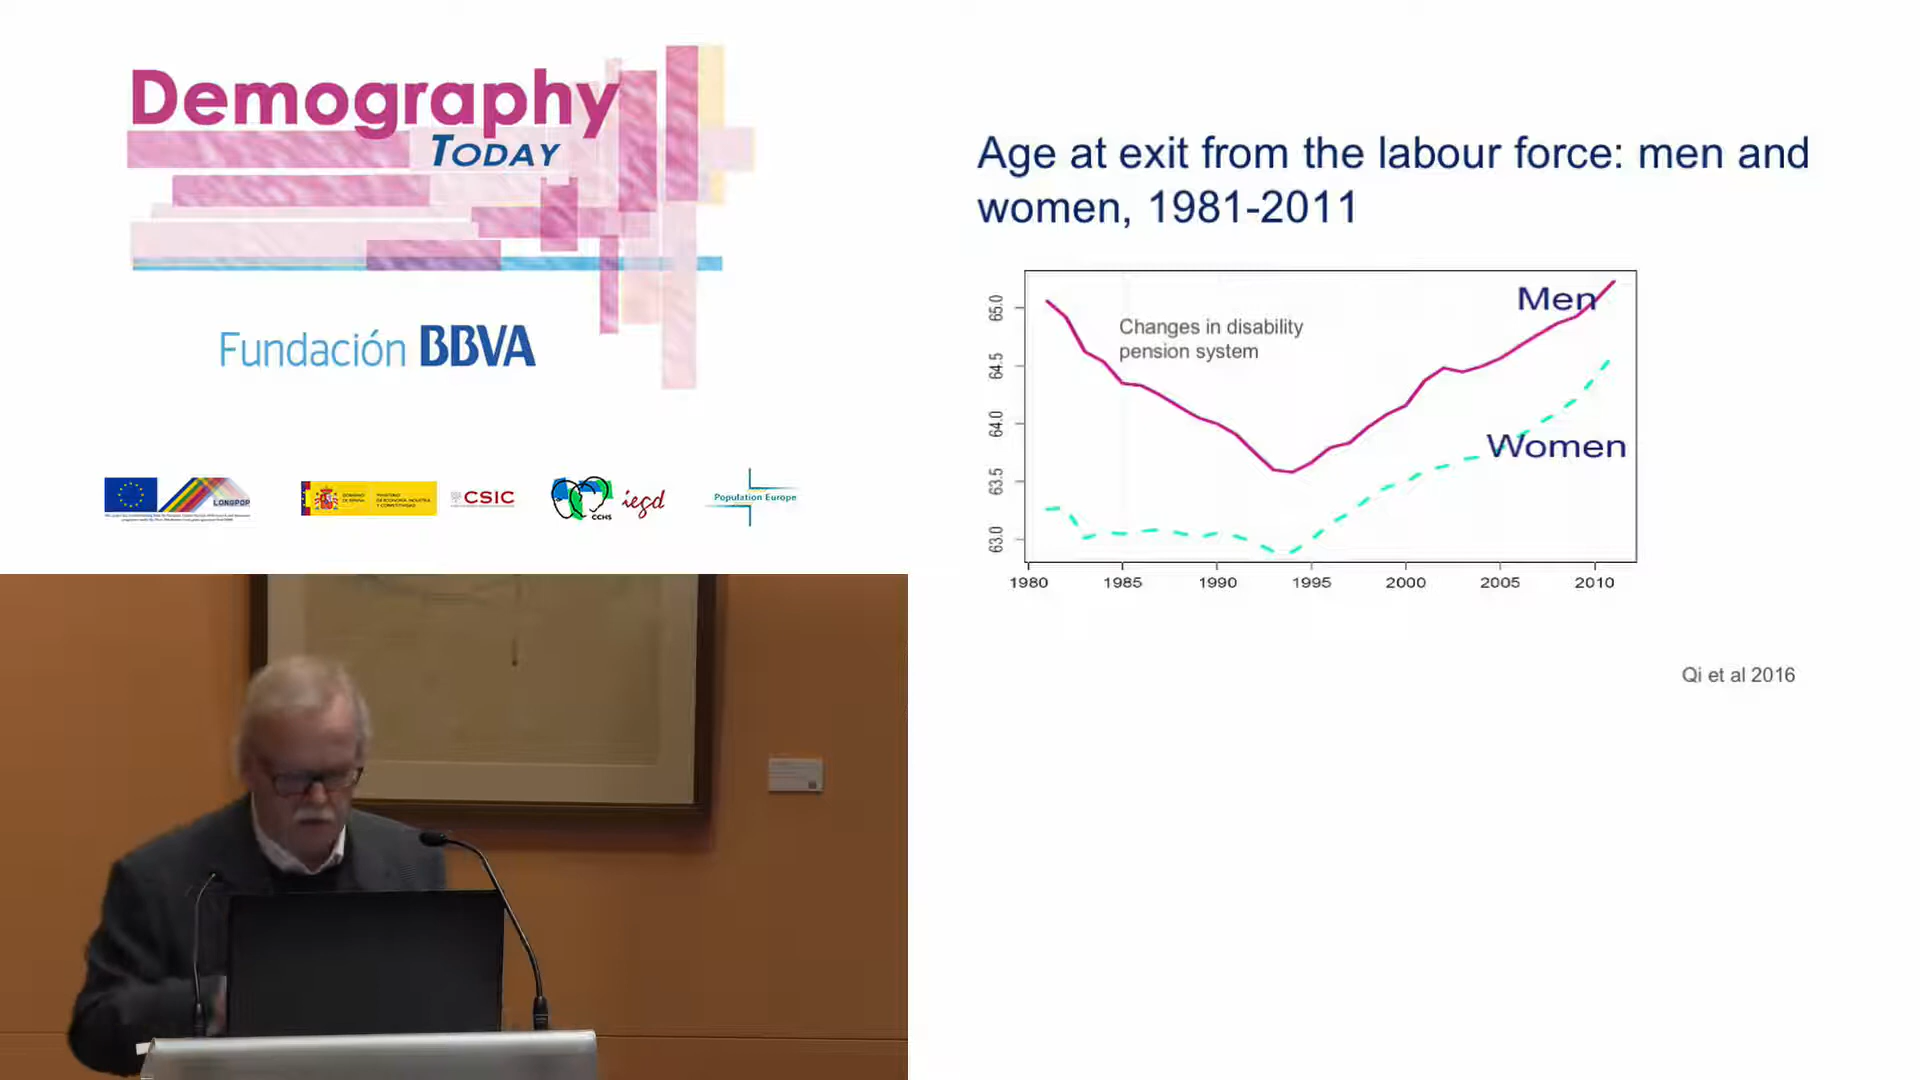 Demography
TODAY
Fundación BBVA
LONGPOP
CSIC
CCHS
iegd
Population Europe
Age at exit from the labour force: men and
women, 1981-2011
65.0
64.5
64.0
63.5
63.0
Changes in disability
pension system
Men
Women
1980 1985 1990 1995 2000 2005 2010
Qi et al 2016